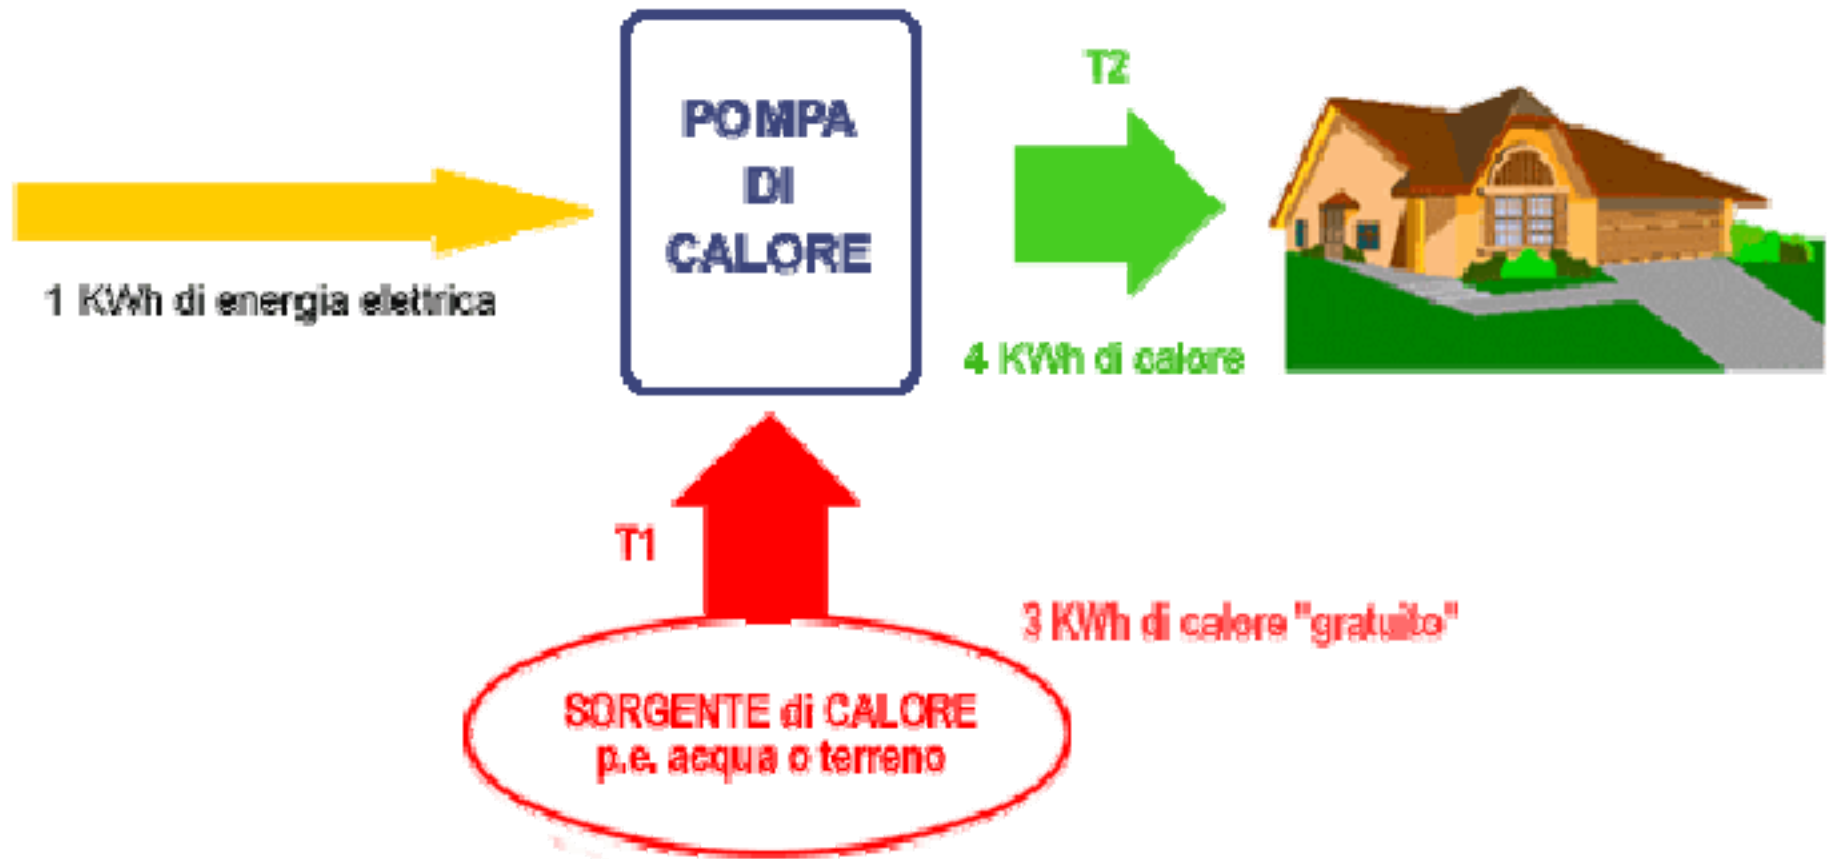 POMPA
DI
CALORE
T2
1 KWh di energia elettrica
4 KWh di calore
T1
3 KWh di calore "gratuito"
SORGENTE di CALORE
p.e. acqua o terreno